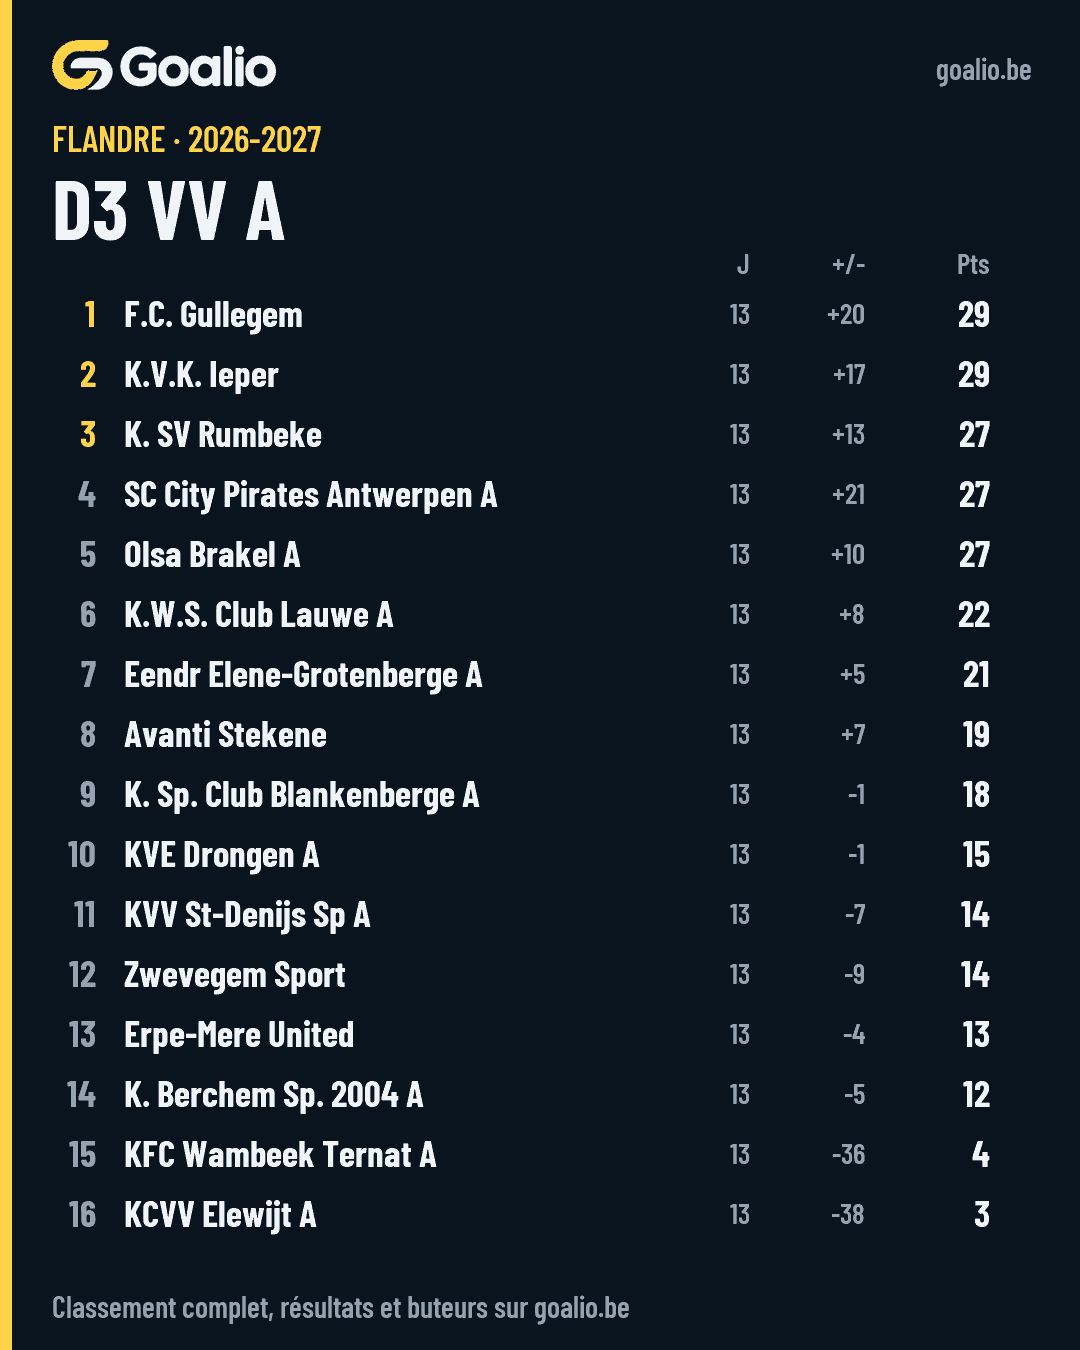 Goalio
goalio.be
FLANDRE · 2026-2027
D3 VV A
J +/- Pts
1 F.C. Gullegem 13 +20 29
2 K.V.K. Ieper 13 +17 29
3 K. SV Rumbeke 13 +13 27
4 SC City Pirates Antwerpen A 13 +21 27
5 Olsa Brakel A 13 +10 27
6 K.W.S. Club Lauwe A 13 +8 22
7 Eendr Elene-Grotenberge A 13 +5 21
8 Avanti Stekene 13 +7 19
9 K. Sp. Club Blankenberge A 13 -1 18
10 KVE Drongen A 13 -1 15
11 KVV St-Denijs Sp A 13 -7 14
12 Zwevegem Sport 13 -9 14
13 Erpe-Mere United 13 -4 13
14 K. Berchem Sp. 2004 A 13 -5 12
15 KFC Wambeek Ternat A 13 -36 4
16 KCVV Elewijt A 13 -38 3
Classement complet, résultats et buteurs sur goalio.be